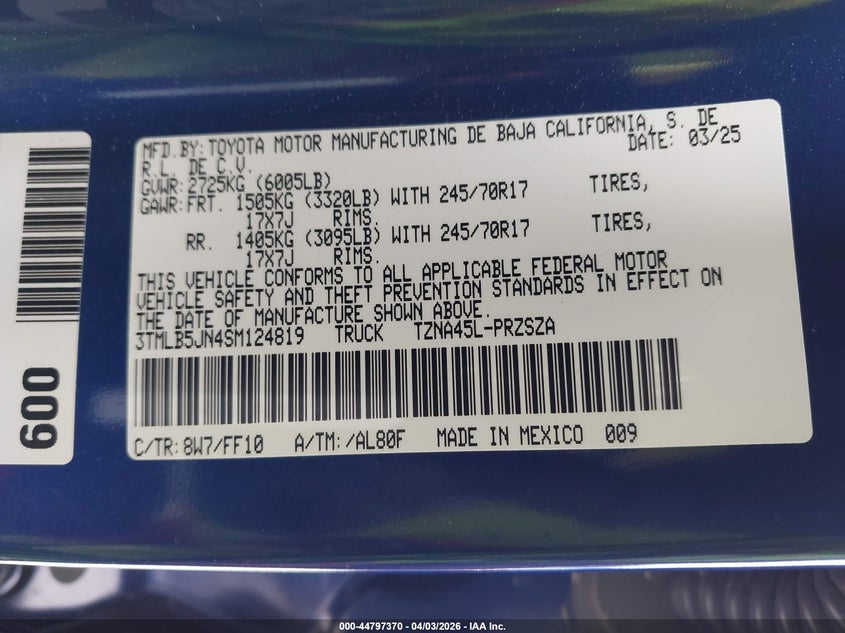 MFD.BY:TOYOTA MOTOR MANUFACTURING DE BAJA CALIFORNIA, S. DE
R.L. DE C.V. DATE: 03/25
GVWR:2725KG (6005LB)
GAWR:FRT. 1505KG (3320LB) WITH 245/70R17 TIRES,
17X7J RIMS.
RR. 1405KG (3095LB) WITH 245/70R17 TIRES,
17X7J RIMS.
THIS VEHICLE CONFORMS TO ALL APPLICABLE FEDERAL MOTOR
VEHICLE SAFETY AND THEFT PREVENTION STANDARDS IN EFFECT ON
THE DATE OF MANUFACTURE SHOWN ABOVE.
3TMLB5JN4SM124819 TRUCK TZNA45L-PRZSZA
C/TR:8W7/FF10 A/TM:/AL80F MADE IN MEXICO 009
600
000-44797370 - 04/03/2026 - IAA Inc.